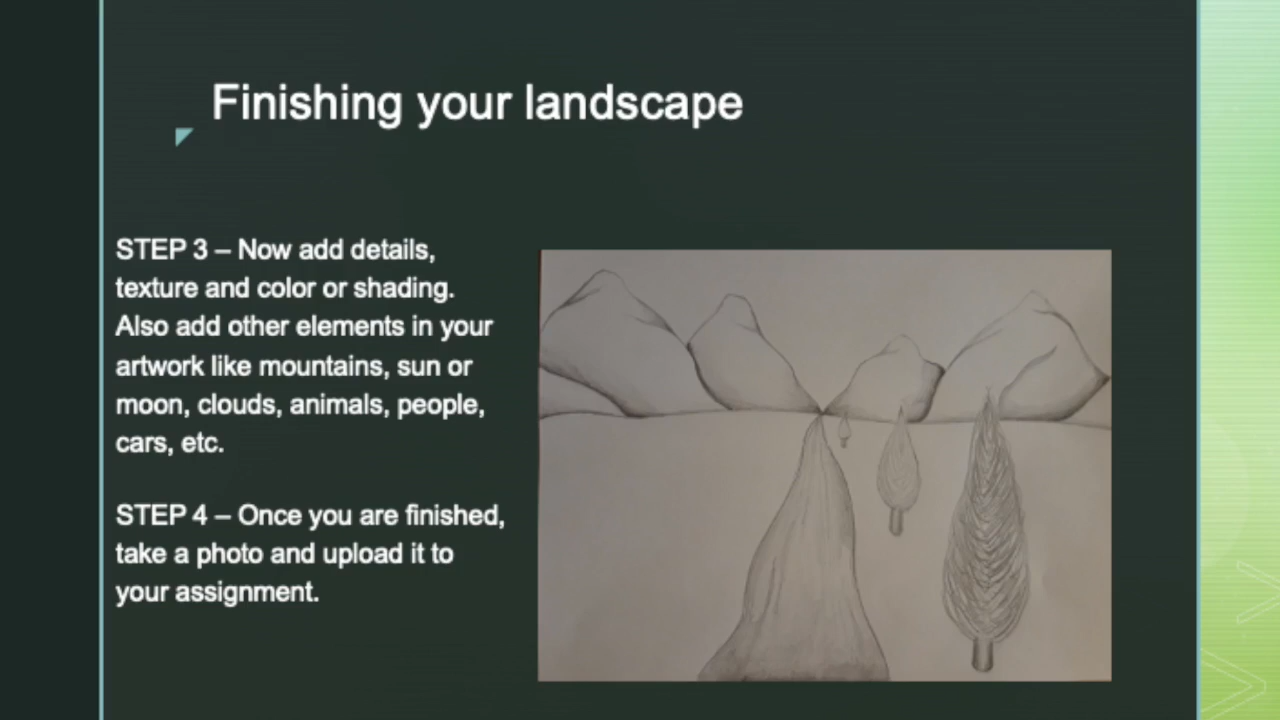 Finishing your landscape
STEP 3 – Now add details,
texture and color or shading.
Also add other elements in your
artwork like mountains, sun or
moon, clouds, animals, people,
cars, etc.
STEP 4 – Once you are finished,
take a photo and upload it to
your assignment.